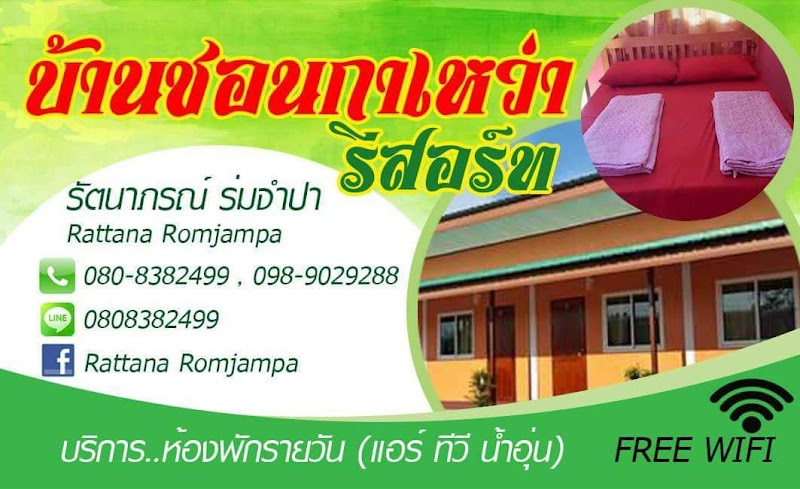 บ้านชอนกาเหว่า
รีสอร์ท
รัตนาภรณ์ ร่มจำปา
Rattana Romjampa
080-8382499 , 098-9029288
LINE 0808382499
f Rattana Romjampa
บริการ..ห้องพักรายวัน (แอร์ ทีวี น้ำอุ่น)
FREE WIFI